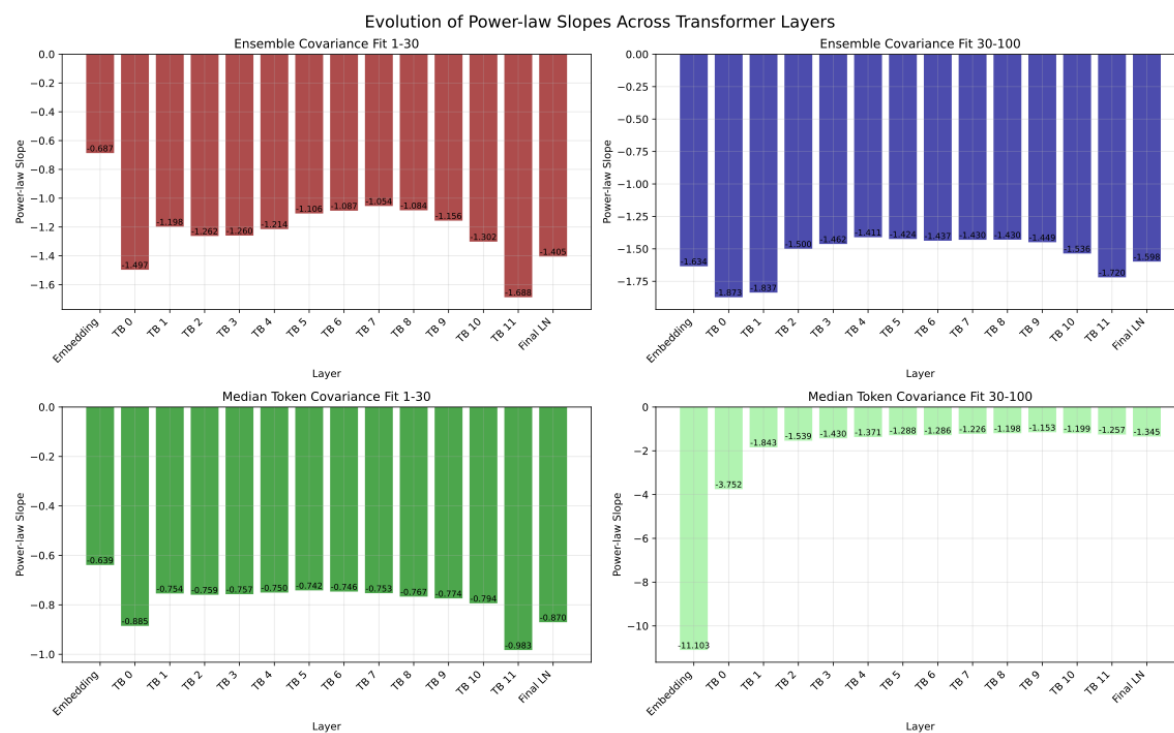 Evolution of Power-law Slopes Across Transformer Layers
Ensemble Covariance Fit 1-30
Power-law Slope
0.0
−0.2
−0.4
−0.6
−0.8
−1.0
−1.2
−1.4
−1.6
-0.687
-1.497
-1.198
-1.262
-1.260
-1.214
-1.106
-1.087
-1.054
-1.084
-1.156
-1.302
-1.688
-1.405
Embedding
TB 0
TB 1
TB 2
TB 3
TB 4
TB 5
TB 6
TB 7
TB 8
TB 9
TB 10
TB 11
Final LN
Layer
Ensemble Covariance Fit 30-100
Power-law Slope
0.00
−0.25
−0.50
−0.75
−1.00
−1.25
−1.50
−1.75
-1.634
-1.873
-1.837
-1.500
-1.462
-1.411
-1.424
-1.437
-1.430
-1.430
-1.449
-1.536
-1.720
-1.598
Embedding
TB 0
TB 1
TB 2
TB 3
TB 4
TB 5
TB 6
TB 7
TB 8
TB 9
TB 10
TB 11
Final LN
Layer
Median Token Covariance Fit 1-30
Power-law Slope
0.0
−0.2
−0.4
−0.6
−0.8
−1.0
-0.639
-0.885
-0.754
-0.759
-0.757
-0.750
-0.742
-0.746
-0.753
-0.767
-0.774
-0.794
-0.983
-0.870
Embedding
TB 0
TB 1
TB 2
TB 3
TB 4
TB 5
TB 6
TB 7
TB 8
TB 9
TB 10
TB 11
Final LN
Layer
Median Token Covariance Fit 30-100
Power-law Slope
0
−2
−4
−6
−8
−10
-11.103
-3.752
-1.843
-1.539
-1.430
-1.371
-1.288
-1.286
-1.226
-1.198
-1.153
-1.199
-1.257
-1.345
Embedding
TB 0
TB 1
TB 2
TB 3
TB 4
TB 5
TB 6
TB 7
TB 8
TB 9
TB 10
TB 11
Final LN
Layer